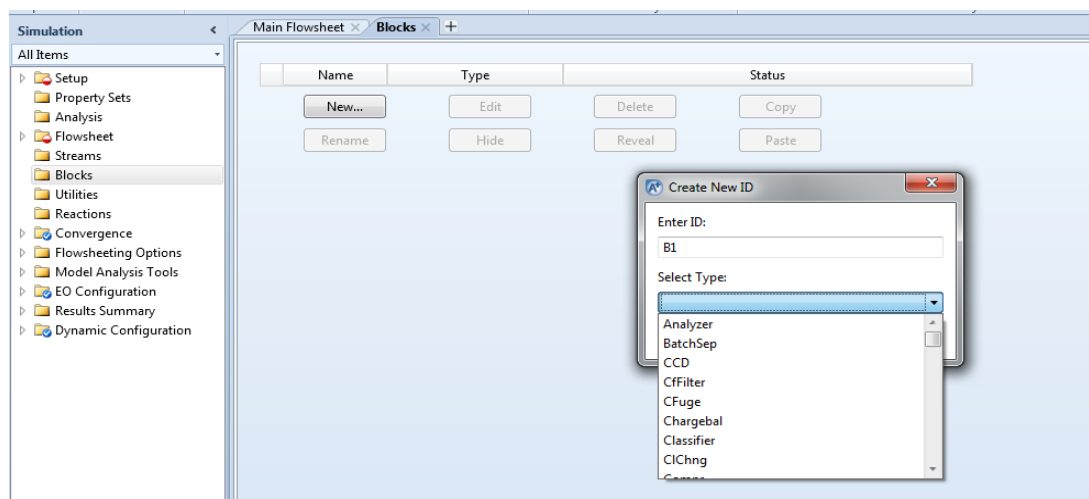 Simulation <
All Items
Setup
Property Sets
Analysis
Flowsheet
Streams
Blocks
Utilities
Reactions
Convergence
Flowsheeting Options
Model Analysis Tools
EO Configuration
Results Summary
Dynamic Configuration
Main Flowsheet × Blocks × +
Name Type Status
New... Edit Delete Copy
Rename Hide Reveal Paste
Create New ID
Enter ID:
B1
Select Type:
Analyzer
BatchSep
CCD
CfFilter
CFuge
Chargebal
Classifier
ClChng